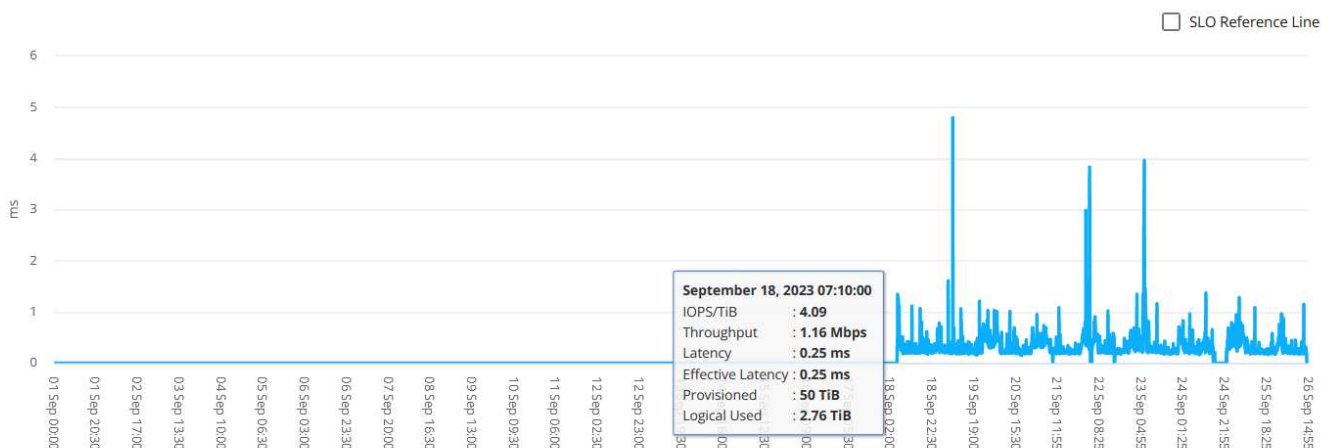 SLO Reference Line
6
5
4
3
2
1
0
ms
September 18, 2023 07:10:00
IOPS/TiB : 4.09
Throughput : 1.16 Mbps
Latency : 0.25 ms
Effective Latency : 0.25 ms
Provisioned : 50 TiB
Logical Used : 2.76 TiB
01 Sep 00:00
01 Sep 20:30
02 Sep 17:00
03 Sep 13:30
04 Sep 10:00
05 Sep 06:30
06 Sep 03:00
06 Sep 23:30
07 Sep 20:00
08 Sep 16:30
09 Sep 13:00
10 Sep 09:30
11 Sep 06:00
12 Sep 02:30
12 Sep 23:00
18 Sep 02:00
18 Sep 22:30
19 Sep 19:00
20 Sep 15:30
21 Sep 11:55
22 Sep 08:25
23 Sep 04:55
24 Sep 01:25
24 Sep 21:55
25 Sep 18:25
26 Sep 14:55